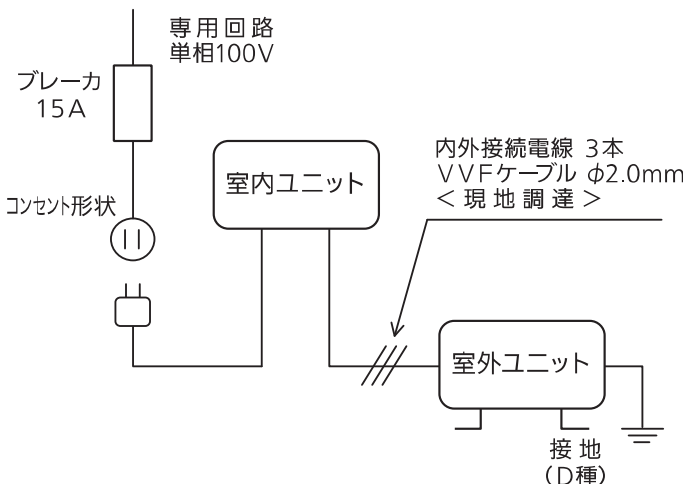 専用回路
単相100V
ブレーカ
15A
コンセント形状
室内ユニット
内外接続電線 3本
VVFケーブル φ2.0mm
<現地調達>
室外ユニット
接地
(D種)